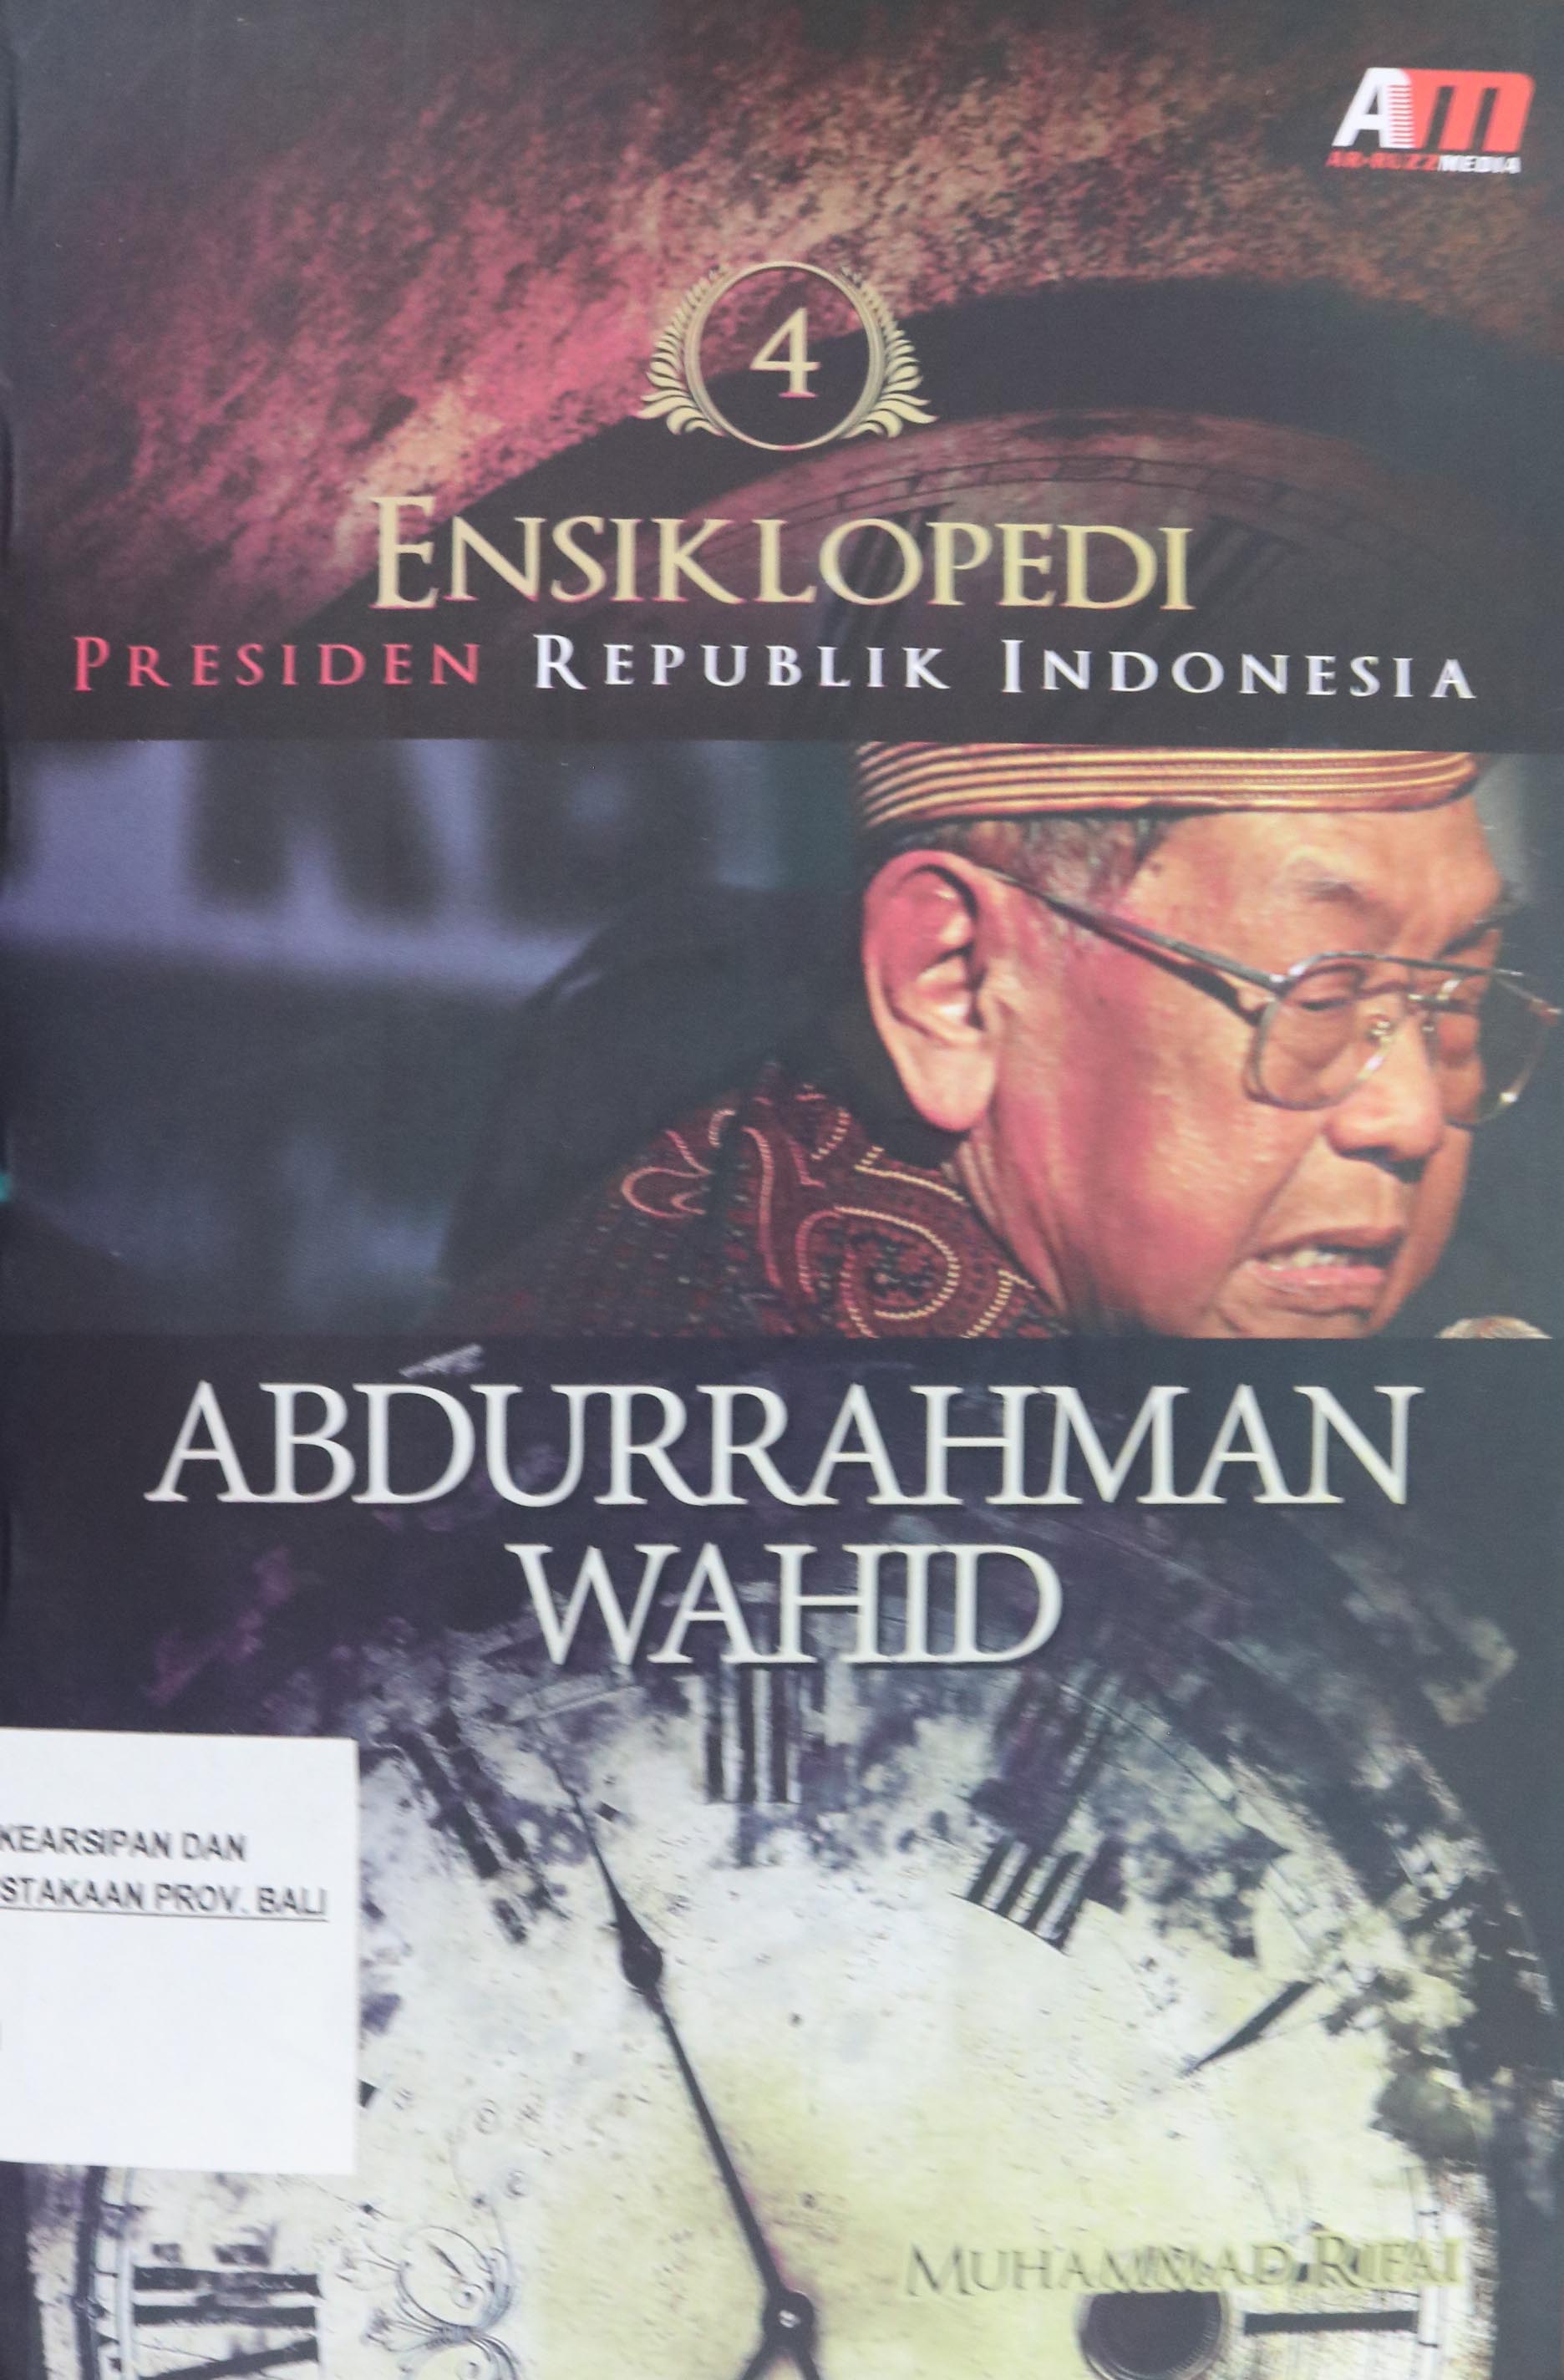 AM
AR-RUZZ MEDIA
4
ENSIKLOPEDI
PRESIDEN REPUBLIK INDONESIA
ABDURRAHMAN
WAHID
KEARSIPAN DAN
STAKAAN PROV. BALI
MUHAMMAD RIFAI